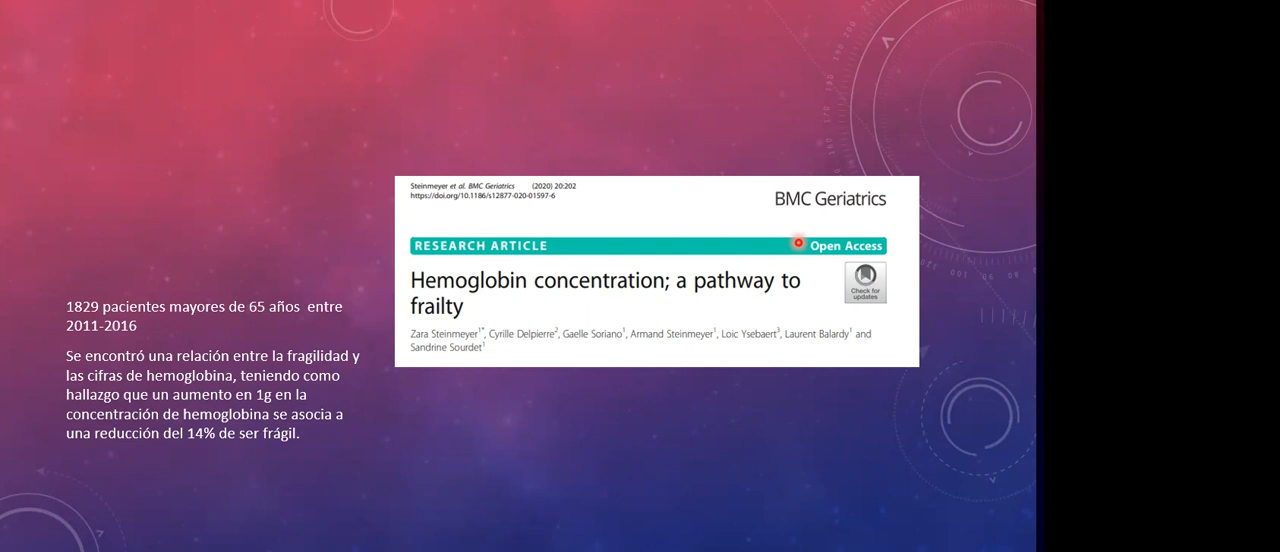 1829 pacientes mayores de 65 años entre
2011-2016
Se encontró una relación entre la fragilidad y
las cifras de hemoglobina, teniendo como
hallazgo que un aumento en 1g en la
concentración de hemoglobina se asocia a
una reducción del 14% de ser frágil.
Steinmeyer et al. BMC Geriatrics (2020) 20:202
https://doi.org/10.1186/s12877-020-01597-6
BMC Geriatrics
RESEARCH ARTICLE Open Access
Hemoglobin concentration; a pathway to
frailty
Check for
updates
Zara Steinmeyer1*, Cyrille Delpierre2, Gaelle Soriano1, Armand Steinmeyer1, Loic Ysebaert3, Laurent Balardy1 and
Sandrine Sourdet1